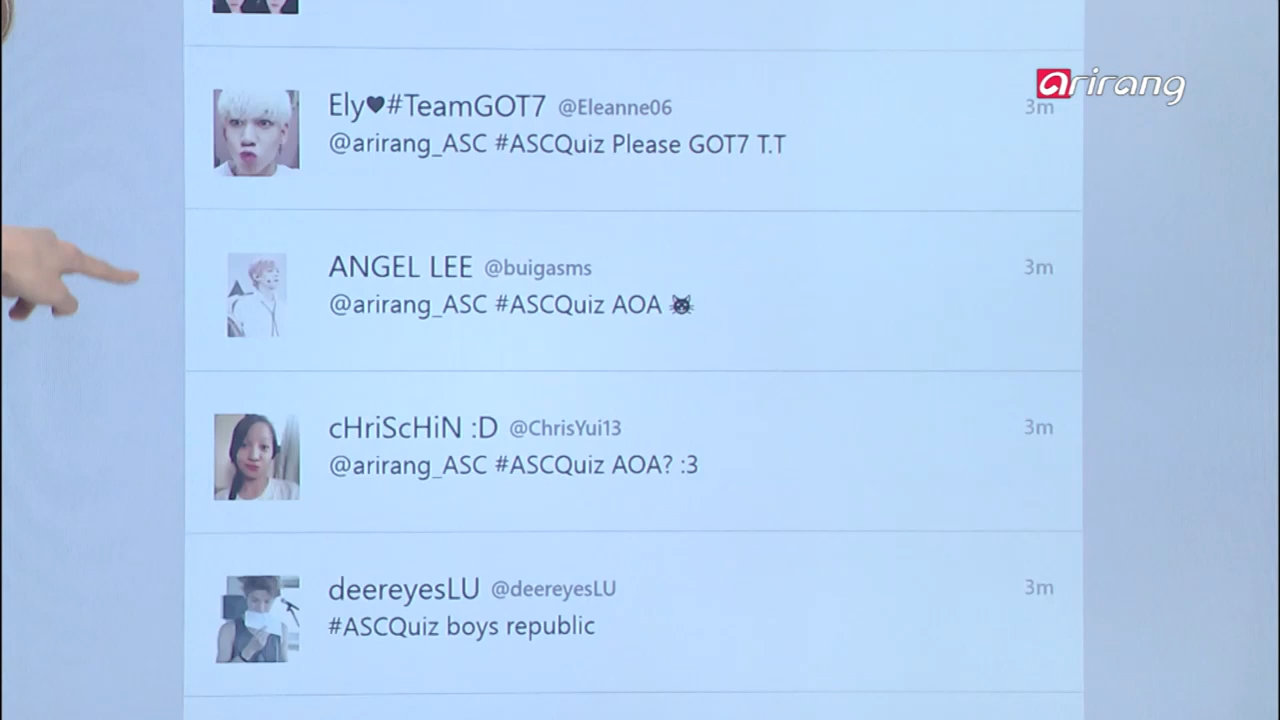 arirang
Ely♥#TeamGOT7 @Eleanne06 3m
@arirang_ASC #ASCQuiz Please GOT7 T.T
ANGEL LEE @buigasms 3m
@arirang_ASC #ASCQuiz AOA 🐱
cHriScHiN :D @ChrisYui13 3m
@arirang_ASC #ASCQuiz AOA? :3
deereyesLU @deereyesLU 3m
#ASCQuiz boys republic